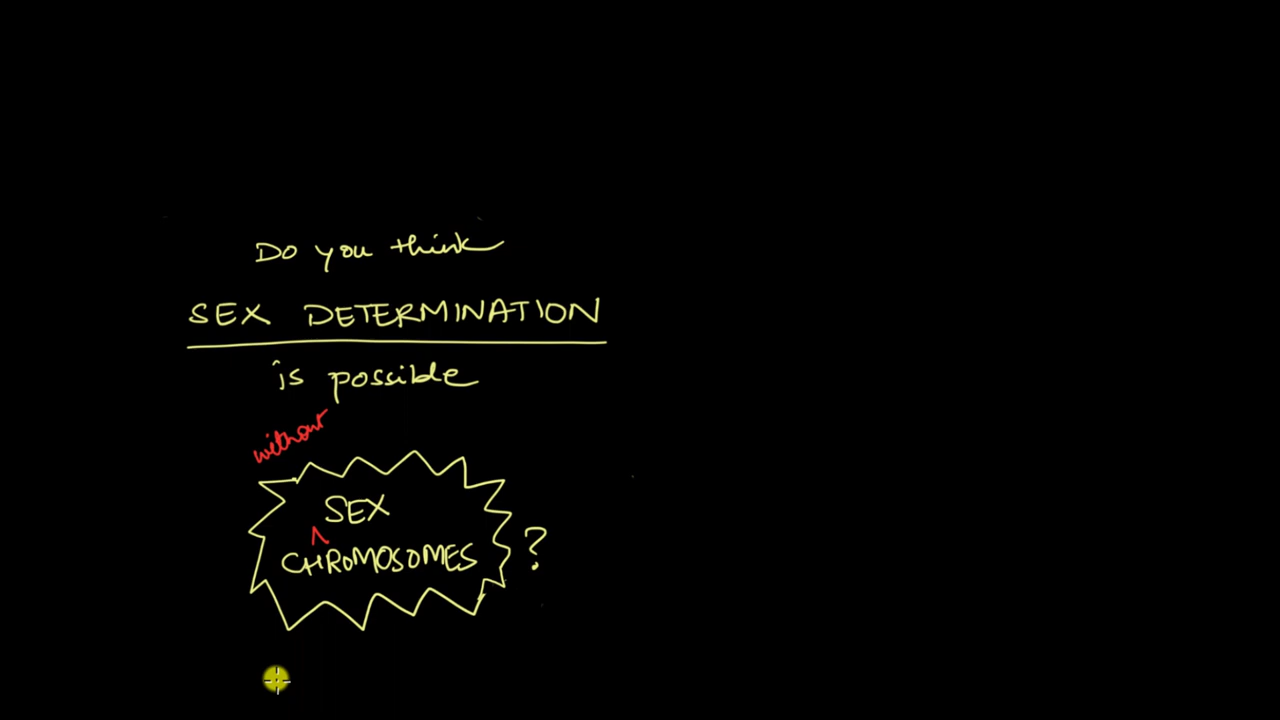 Do you think
SEX DETERMINATION
is possible
without
SEX
^
CHROMOSOMES ?